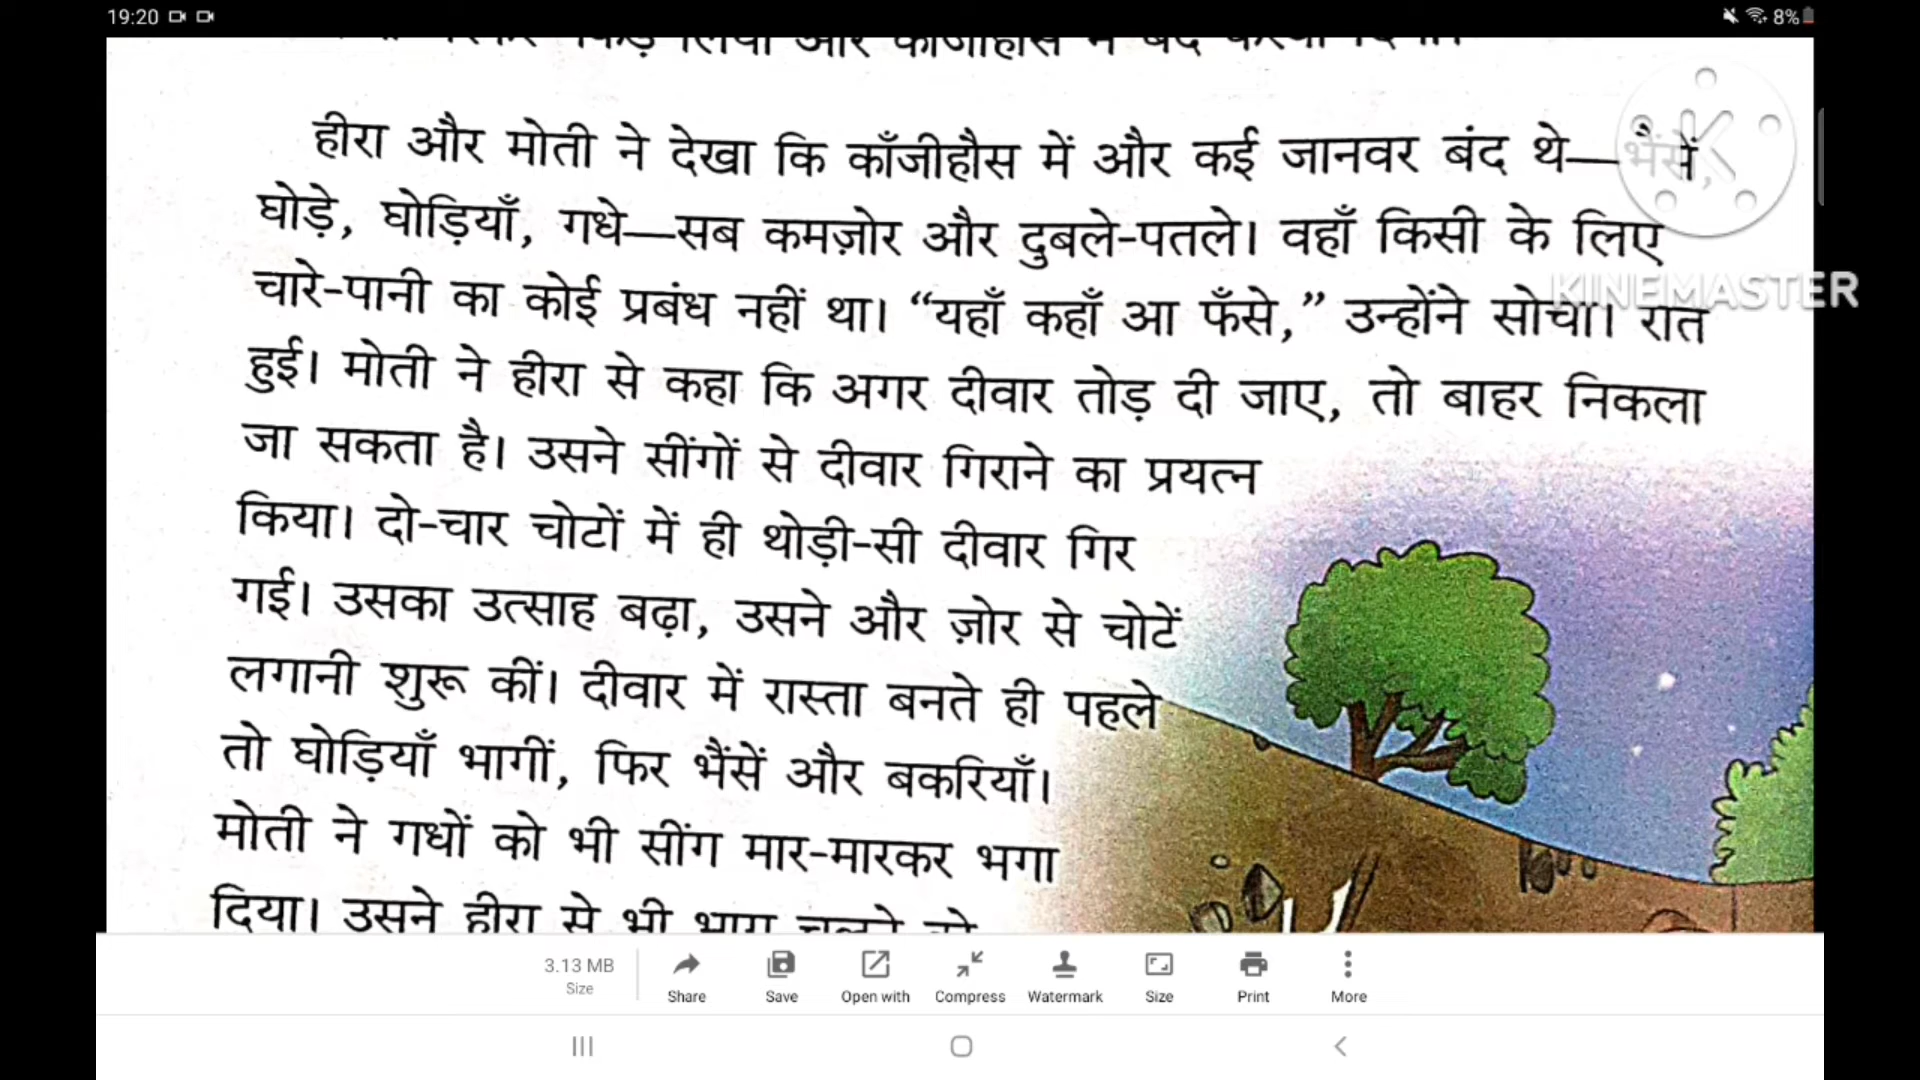 19:20
8%
लिया और काँजीहौस में बंद
हीरा और मोती ने देखा कि काँजीहौस में और कई जानवर बंद थे—भैंसें,
घोड़े, घोड़ियाँ, गधे—सब कमज़ोर और दुबले-पतले। वहाँ किसी के लिए
KINEMASTER
चारे-पानी का कोई प्रबंध नहीं था। “यहाँ कहाँ आ फँसे,” उन्होंने सोचा। रात
हुई। मोती ने हीरा से कहा कि अगर दीवार तोड़ दी जाए, तो बाहर निकला
जा सकता है। उसने सींगों से दीवार गिराने का प्रयत्न
किया। दो-चार चोटों में ही थोड़ी-सी दीवार गिर
गई। उसका उत्साह बढ़ा, उसने और ज़ोर से चोटें
लगानी शुरू कीं। दीवार में रास्ता बनते ही पहले
तो घोड़ियाँ भागीं, फिर भैंसें और बकरियाँ।
मोती ने गधों को भी सींग मार-मारकर भगा
दिया। उसने हीरा से भी भाग चलने को
3.13 MB
Size
Share
Save
Open with
Compress
Watermark
Size
Print
More